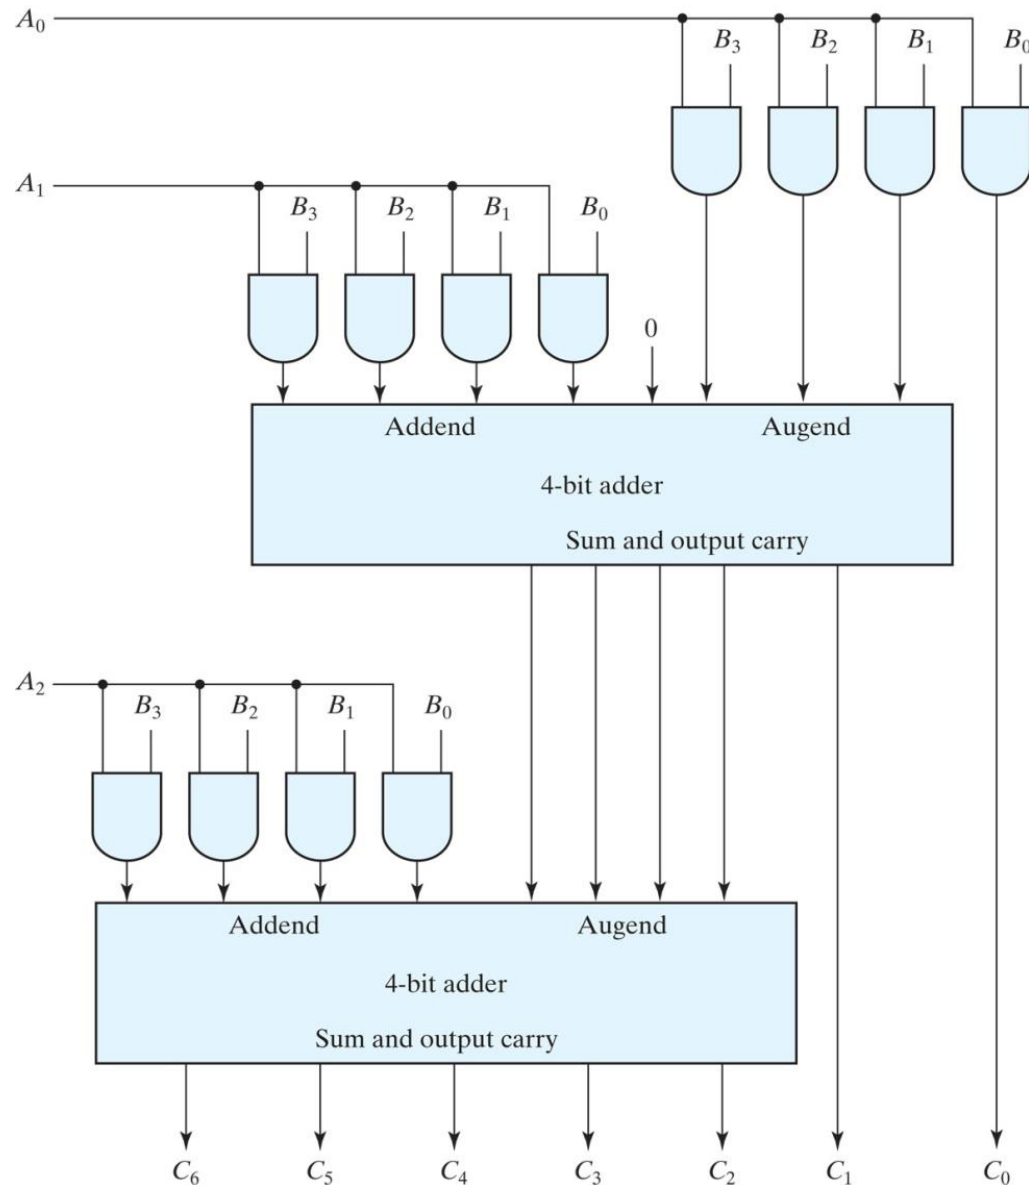 A₀
B₃ B₂ B₁ B₀
A₁
B₃ B₂ B₁ B₀
0
Addend Augend
4-bit adder
Sum and output carry
A₂
B₃ B₂ B₁ B₀
Addend Augend
4-bit adder
Sum and output carry
C₆ C₅ C₄ C₃ C₂ C₁ C₀